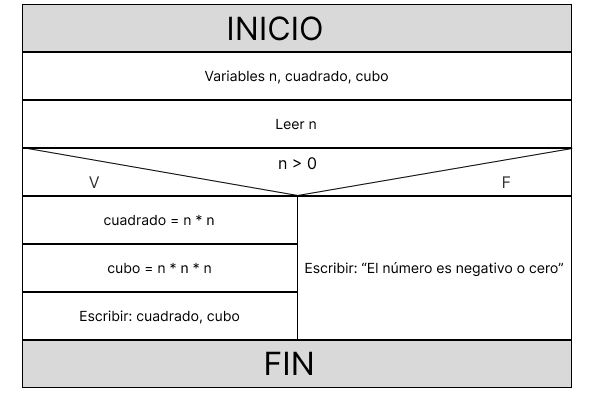 INICIO
Variables n, cuadrado, cubo
Leer n
n > 0
V
F
cuadrado = n * n
cubo = n * n * n
Escribir: cuadrado, cubo
Escribir: “El número es negativo o cero”
FIN